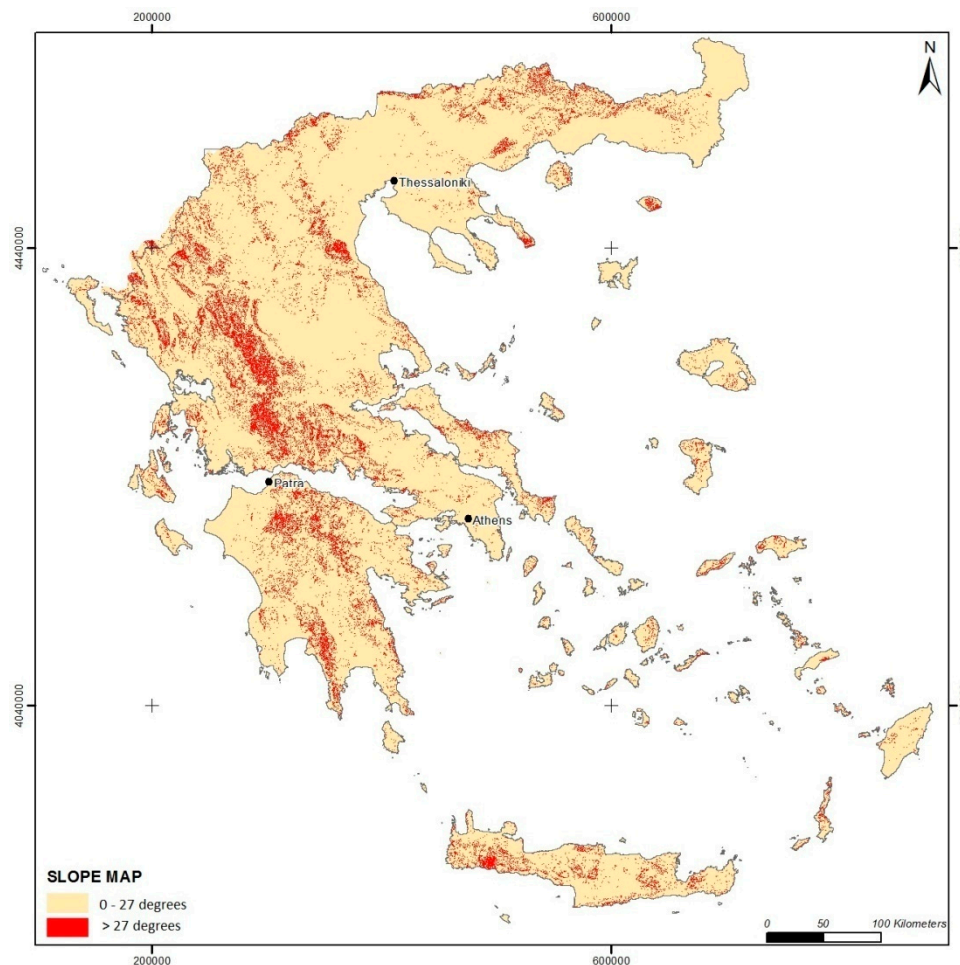 200000 600000
N
Thessaloniki
4440000
Patra
Athens
4040000
SLOPE MAP
0 - 27 degrees
> 27 degrees
0 50 100 Kilometers
200000 600000